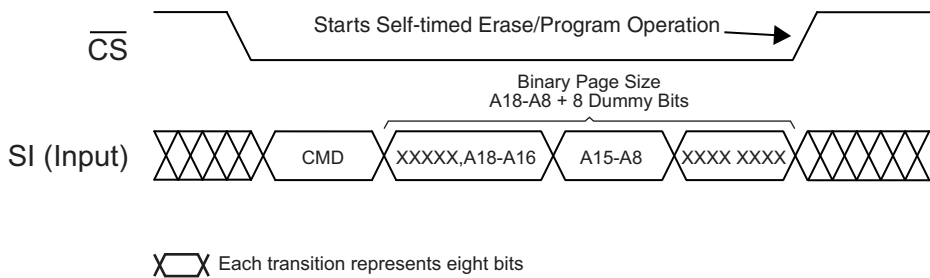 Starts Self-timed Erase/Program Operation
CS
Binary Page Size
A18-A8 + 8 Dummy Bits
SI (Input)
CMD
XXXXX,A18-A16
A15-A8
XXXX XXXX
Each transition represents eight bits